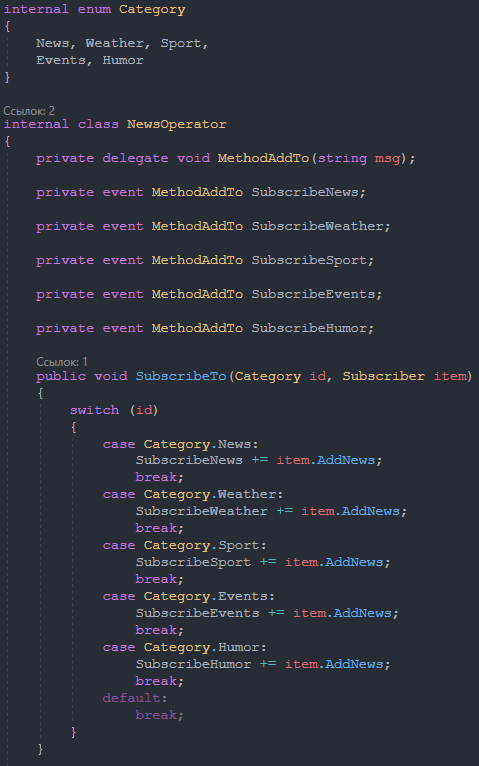 internal enum Category
{
News, Weather, Sport,
Events, Humor
}
Ссылок: 2
internal class NewsOperator
{
private delegate void MethodAddTo(string msg);
private event MethodAddTo SubscribeNews;
private event MethodAddTo SubscribeWeather;
private event MethodAddTo SubscribeSport;
private event MethodAddTo SubscribeEvents;
private event MethodAddTo SubscribeHumor;
Ссылок: 1
public void SubscribeTo(Category id, Subscriber item)
{
switch (id)
{
case Category.News:
SubscribeNews += item.AddNews;
break;
case Category.Weather:
SubscribeWeather += item.AddNews;
break;
case Category.Sport:
SubscribeSport += item.AddNews;
break;
case Category.Events:
SubscribeEvents += item.AddNews;
break;
case Category.Humor:
SubscribeHumor += item.AddNews;
break;
default:
break;
}
}